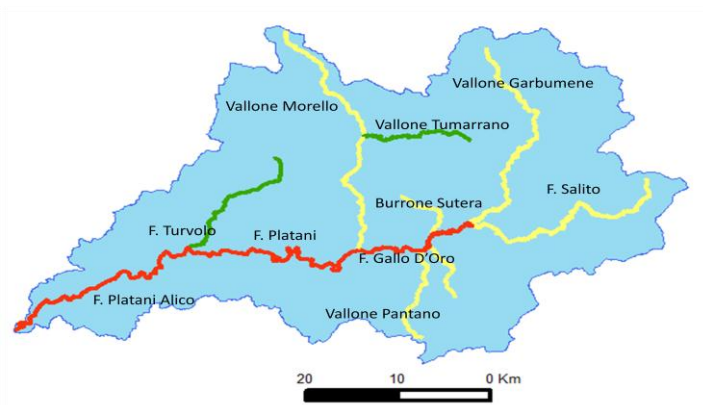 Vallone Garbumene
Vallone Morello
Vallone Tumarrano
F. Salito
Burrone Sutera
F. Turvolo
F. Platani
F. Gallo D'Oro
F. Platani Alico
Vallone Pantano
20 10 0 Km